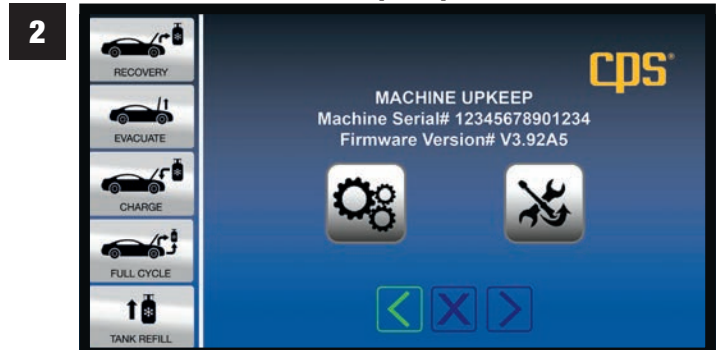 2
RECOVERY
EVACUATE
CHARGE
FULL CYCLE
TANK REFILL
cps®
MACHINE UPKEEP
Machine Serial# 12345678901234
Firmware Version# V3.92A5